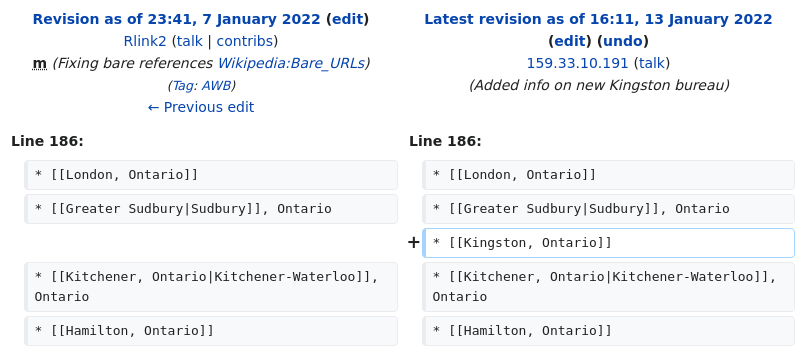 Revision as of 23:41, 7 January 2022 (edit)
Rlink2 (talk | contribs)
m (Fixing bare references Wikipedia:Bare_URLs)
(Tag: AWB)
← Previous edit
Latest revision as of 16:11, 13 January 2022
(edit) (undo)
159.33.10.191 (talk)
(Added info on new Kingston bureau)
Line 186:
Line 186:
* [[London, Ontario]]
* [[London, Ontario]]
* [[Greater Sudbury|Sudbury]], Ontario
* [[Greater Sudbury|Sudbury]], Ontario
+ * [[Kingston, Ontario]]
* [[Kitchener, Ontario|Kitchener-Waterloo]],
Ontario
* [[Kitchener, Ontario|Kitchener-Waterloo]],
Ontario
* [[Hamilton, Ontario]]
* [[Hamilton, Ontario]]